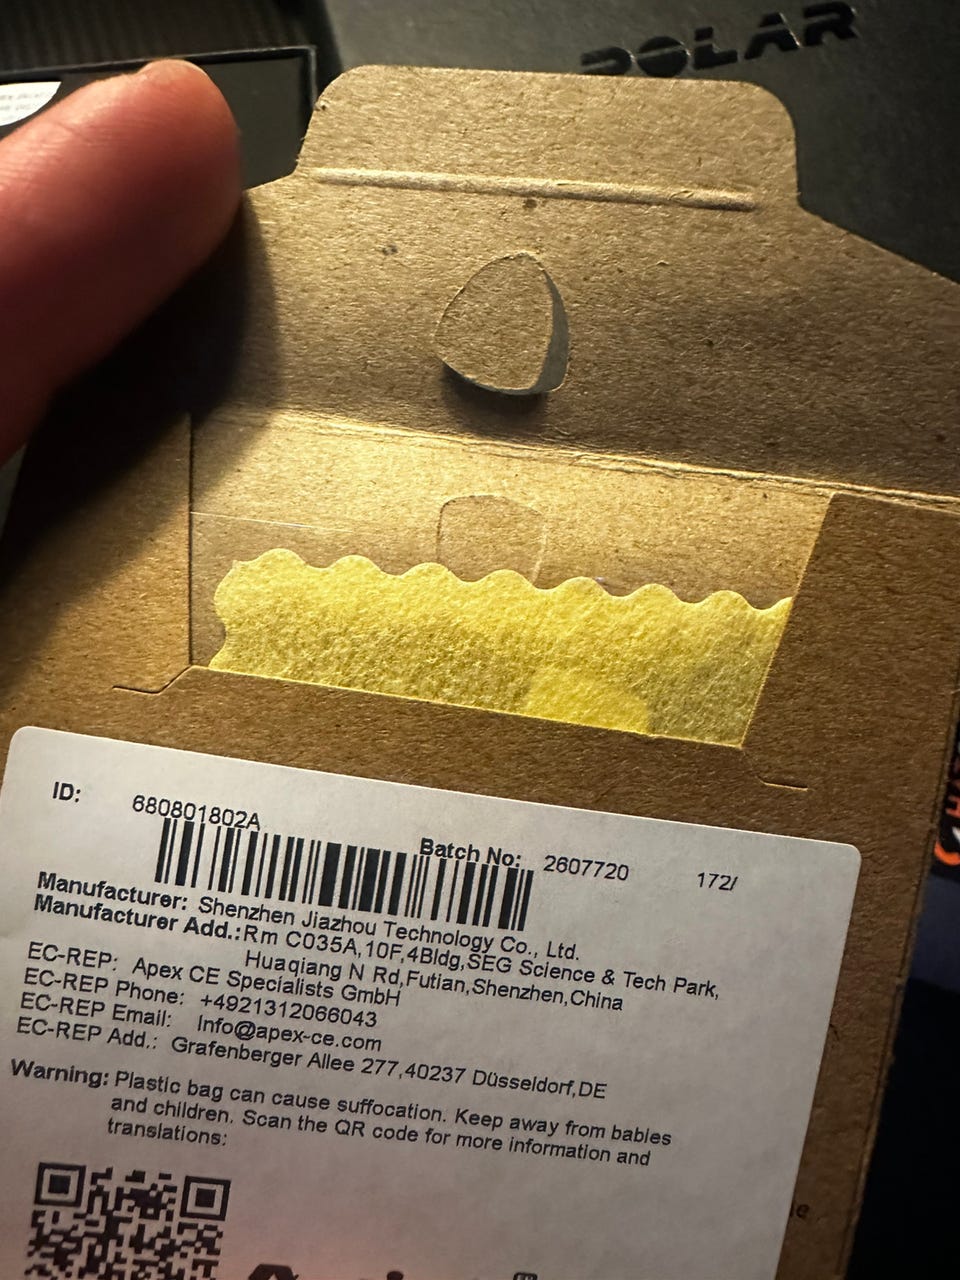 POLAR
ID: 680801802A
Batch No: 2607720 172/
Manufacturer: Shenzhen Jiazhou Technology Co., Ltd.
Manufacturer Add.: Rm C035A,10F,4Bldg,SEG Science & Tech Park,
Huaqiang N Rd,Futian,Shenzhen,China
EC-REP: Apex CE Specialists GmbH
EC-REP Phone: +4921312066043
EC-REP Email: Info@apex-ce.com
EC-REP Add.: Grafenberger Allee 277,40237 Düsseldorf,DE
Warning: Plastic bag can cause suffocation. Keep away from babies
and children. Scan the QR code for more information and
translations: